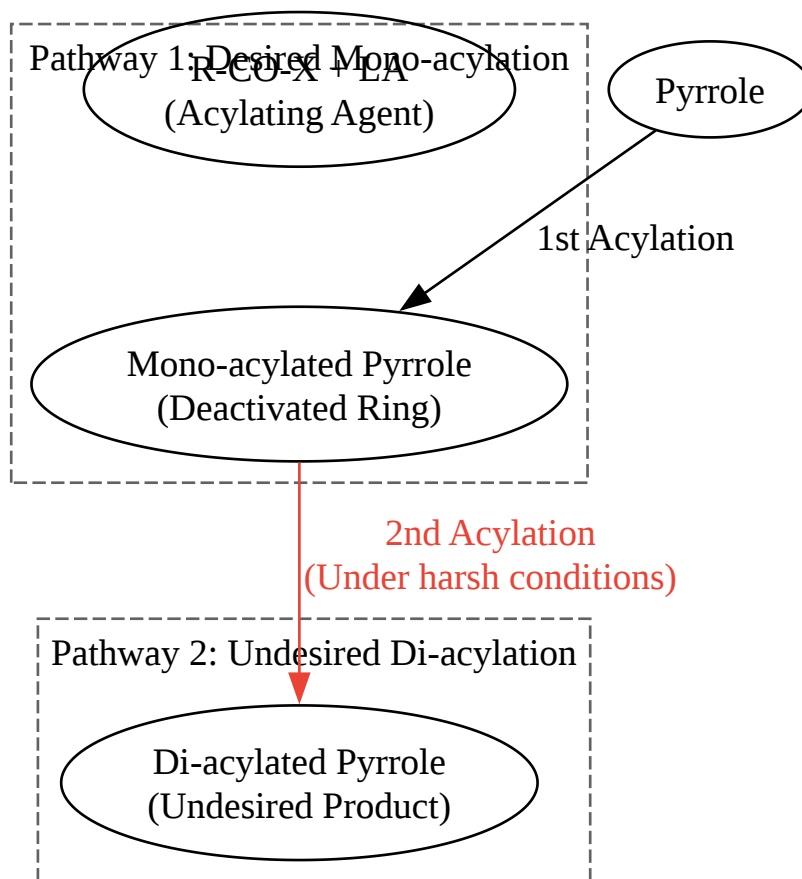 Pathway 1: Desired Mono-acylation
R-CO-X + LA
(Acylating Agent)
Pyrrole
1st Acylation
Mono-acylated Pyrrole
(Deactivated Ring)
2nd Acylation
(Under harsh conditions)
Pathway 2: Undesired Di-acylation
Di-acylated Pyrrole
(Undesired Product)